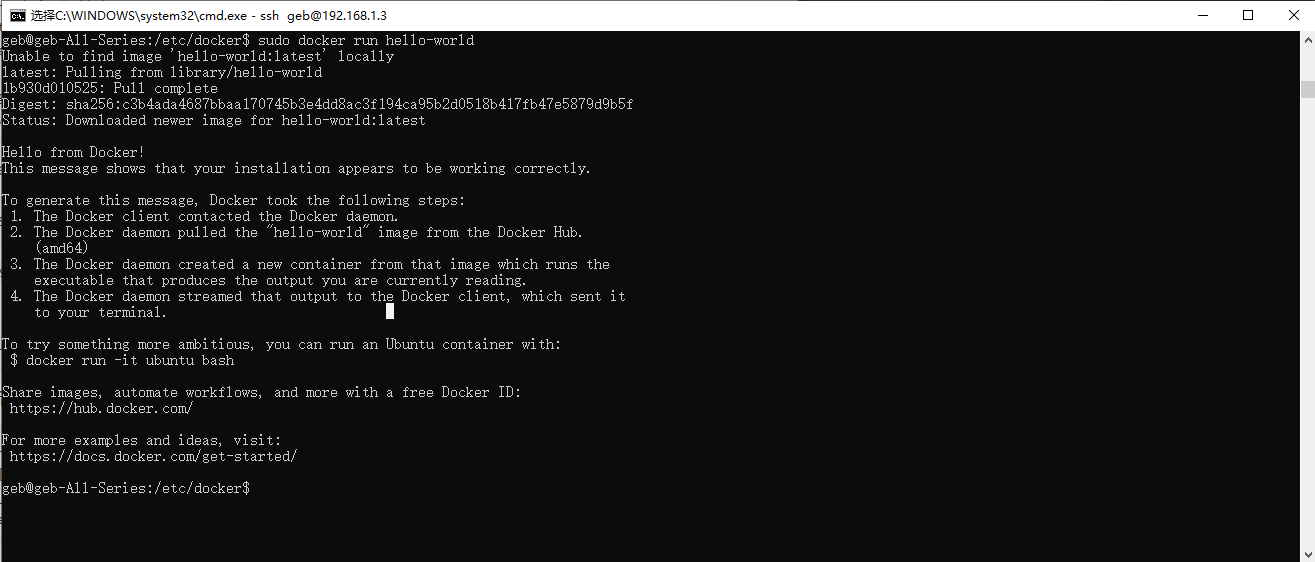 选择C:\WINDOWS\system32\cmd.exe - ssh  geb@192.168.1.3
geb@geb-All-Series:/etc/docker$ sudo docker run hello-world
Unable to find image 'hello-world:latest' locally
latest: Pulling from library/hello-world
1b930d010525: Pull complete
Digest: sha256:c3b4ada4687bbaa170745b3e4dd8ac3f194ca95b2d0518b417fb47e5879d9b5f
Status: Downloaded newer image for hello-world:latest
Hello from Docker!
This message shows that your installation appears to be working correctly.
To generate this message, Docker took the following steps:
 1. The Docker client contacted the Docker daemon.
 2. The Docker daemon pulled the "hello-world" image from the Docker Hub.
    (amd64)
 3. The Docker daemon created a new container from that image which runs the
    executable that produces the output you are currently reading.
 4. The Docker daemon streamed that output to the Docker client, which sent it
    to your terminal.
To try something more ambitious, you can run an Ubuntu container with:
 $ docker run -it ubuntu bash
Share images, automate workflows, and more with a free Docker ID:
 https://hub.docker.com/
For more examples and ideas, visit:
 https://docs.docker.com/get-started/
geb@geb-All-Series:/etc/docker$